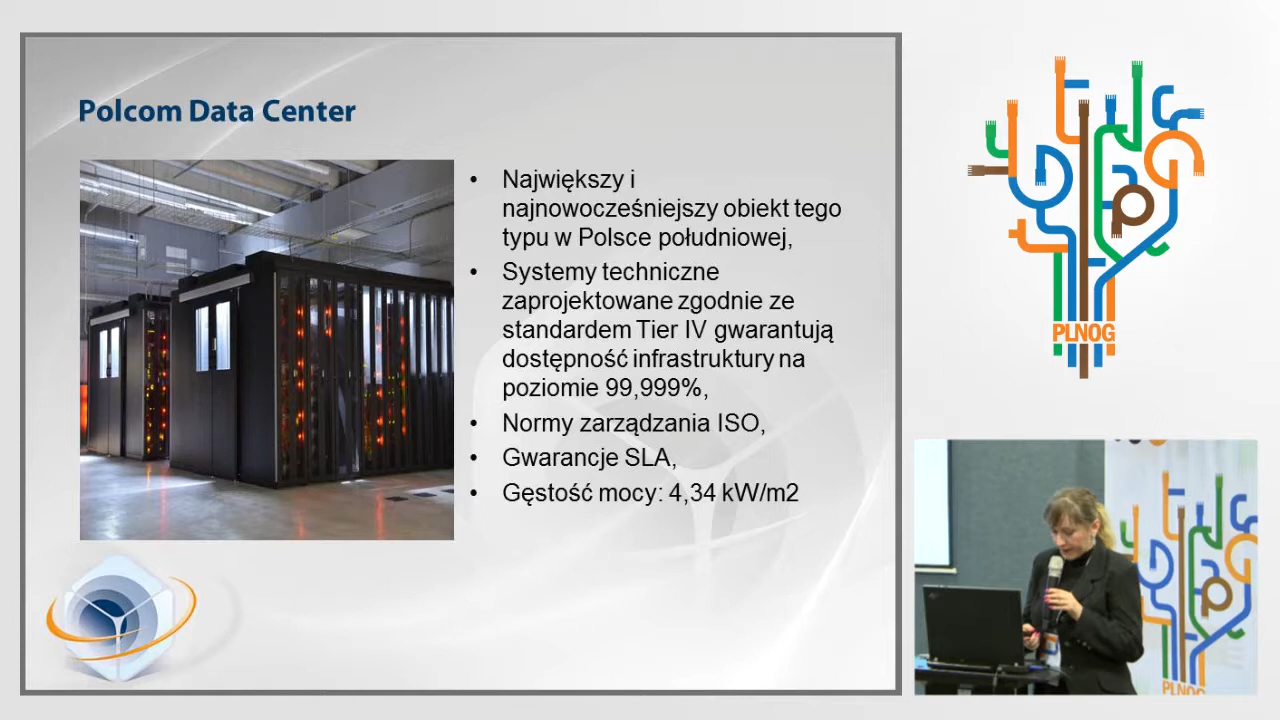 Polcom Data Center
• Największy i
najnowocześniejszy obiekt tego
typu w Polsce południowej,
• Systemy techniczne
zaprojektowane zgodnie ze
standardem Tier IV gwarantują
dostępność infrastruktury na
poziomie 99,999%,
• Normy zarządzania ISO,
• Gwarancje SLA,
• Gęstość mocy: 4,34 kW/m2
PLNOG
PLNOG